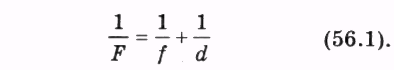 1/F = 1/f + 1/d (56.1).